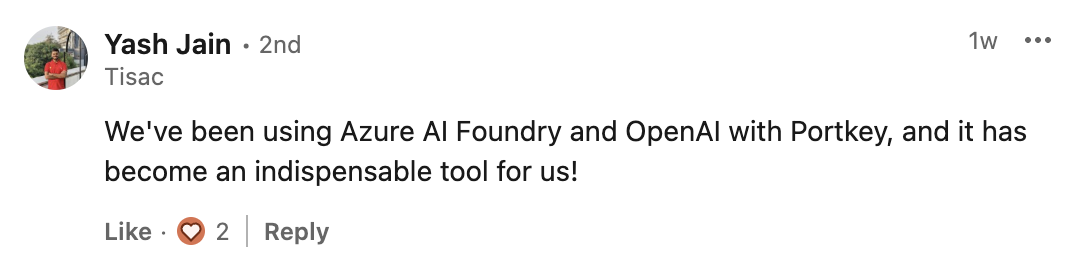 Yash Jain • 2nd
1w •••
Tisac
We've been using Azure AI Foundry and OpenAI with Portkey, and it has
become an indispensable tool for us!
Like · 2 | Reply